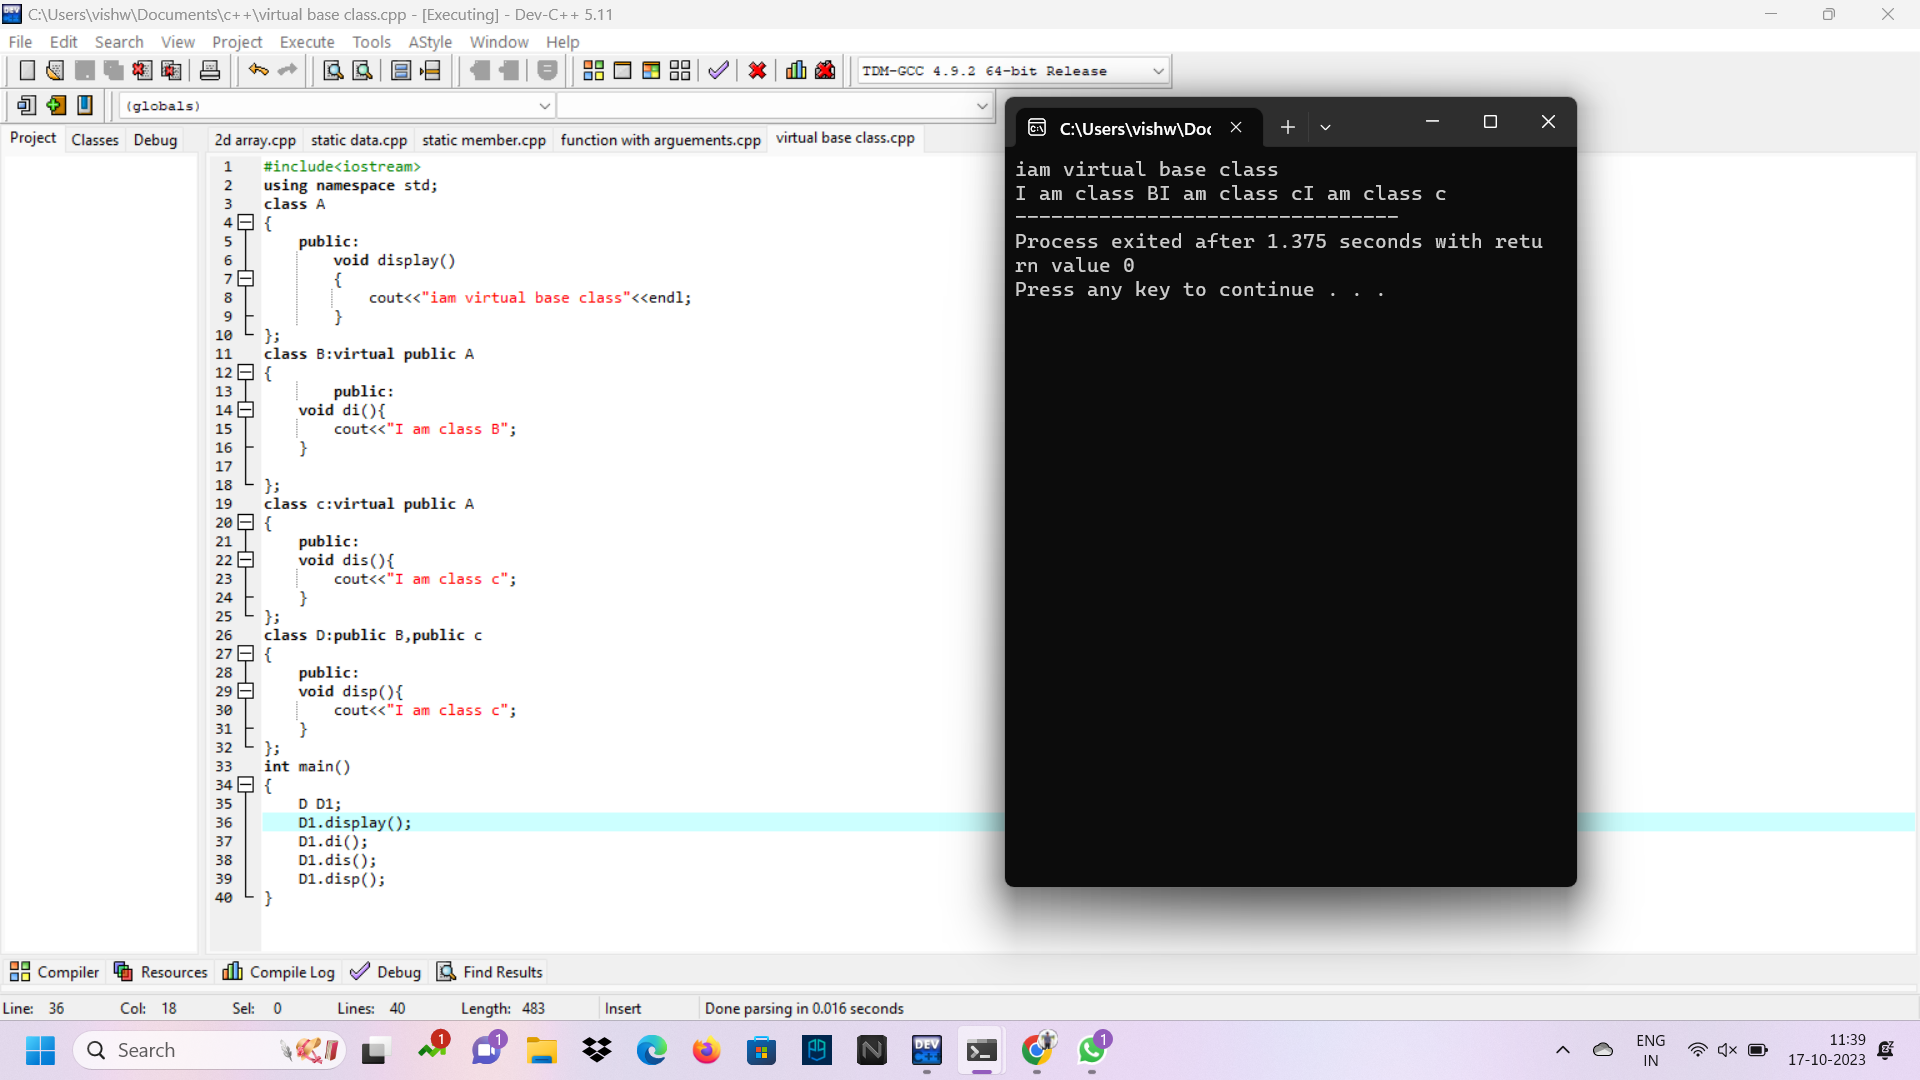 C:\Users\vishw\Documents\c++\virtual base class.cpp - [Executing] - Dev-C++ 5.11
File Edit Search View Project Execute Tools AStyle Window Help
TDM-GCC 4.9.2 64-bit Release
(globals)
Project Classes Debug
2d array.cpp static data.cpp static member.cpp function with arguements.cpp virtual base class.cpp
1 #include<iostream>
2 using namespace std;
3 class A
4 {
5 public:
6 void display()
7 {
8 cout<<"iam virtual base class"<<endl;
9 }
10 };
11 class B:virtual public A
12 {
13 public:
14 void di(){
15 cout<<"I am class B";
16 }
17
18 };
19 class c:virtual public A
20 {
21 public:
22 void dis(){
23 cout<<"I am class c";
24 }
25 };
26 class D:public B,public c
27 {
28 public:
29 void disp(){
30 cout<<"I am class c";
31 }
32 };
33 int main()
34 {
35 D D1;
36 D1.display();
37 D1.di();
38 D1.dis();
39 D1.disp();
40 }
C:\Users\vishw\Doc
iam virtual base class
I am class BI am class cI am class c
--------------------------------
Process exited after 1.375 seconds with retu
rn value 0
Press any key to continue . . .
Compiler Resources Compile Log Debug Find Results
Line: 36 Col: 18 Sel: 0 Lines: 40 Length: 483 Insert Done parsing in 0.016 seconds
Search
1
1
DEV
C++
1
ENG
IN
11:39
17-10-2023